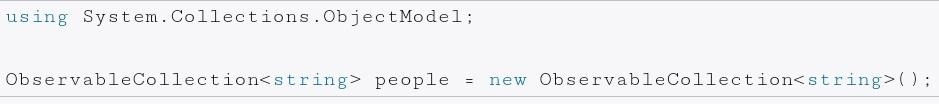 using System.Collections.ObjectModel;
ObservableCollection<string> people = new ObservableCollection<string>();